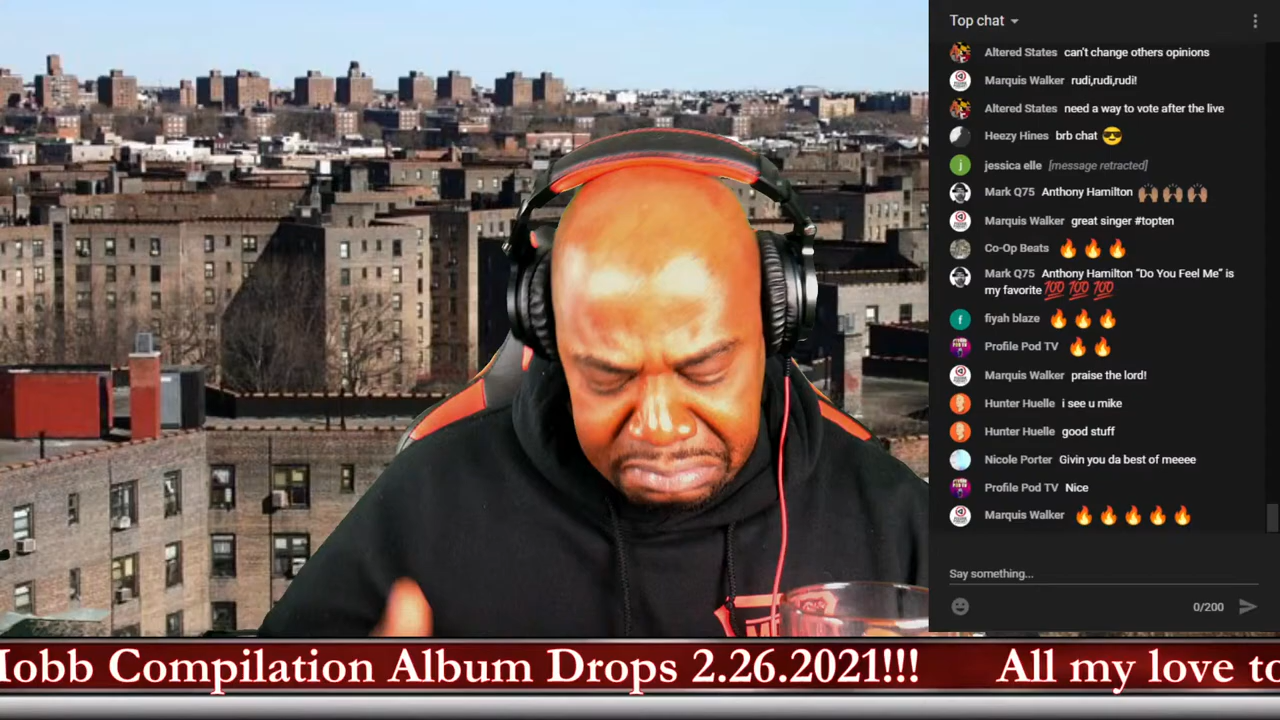 Top chat
Altered States can't change others opinions
Marquis Walker rudi,rudi,rudi!
Altered States need a way to vote after the live
Heezy Hines brb chat 😎
jessica elle [message retracted]
Mark Q75 Anthony Hamilton 🙌🏽 🙌🏽 🙌🏽
Marquis Walker great singer #topten
Co-Op Beats 🔥 🔥 🔥
Mark Q75 Anthony Hamilton “Do You Feel Me” is
my favorite 💯 💯 💯
fiyah blaze 🔥 🔥 🔥
Profile Pod TV 🔥 🔥
Marquis Walker praise the lord!
Hunter Huelle i see u mike
Hunter Huelle good stuff
Nicole Porter Givin you da best of meeee
Profile Pod TV Nice
Marquis Walker 🔥 🔥 🔥 🔥 🔥
Say something...
0/200
Compilation Album Drops 2.26.2021!!! All my love to